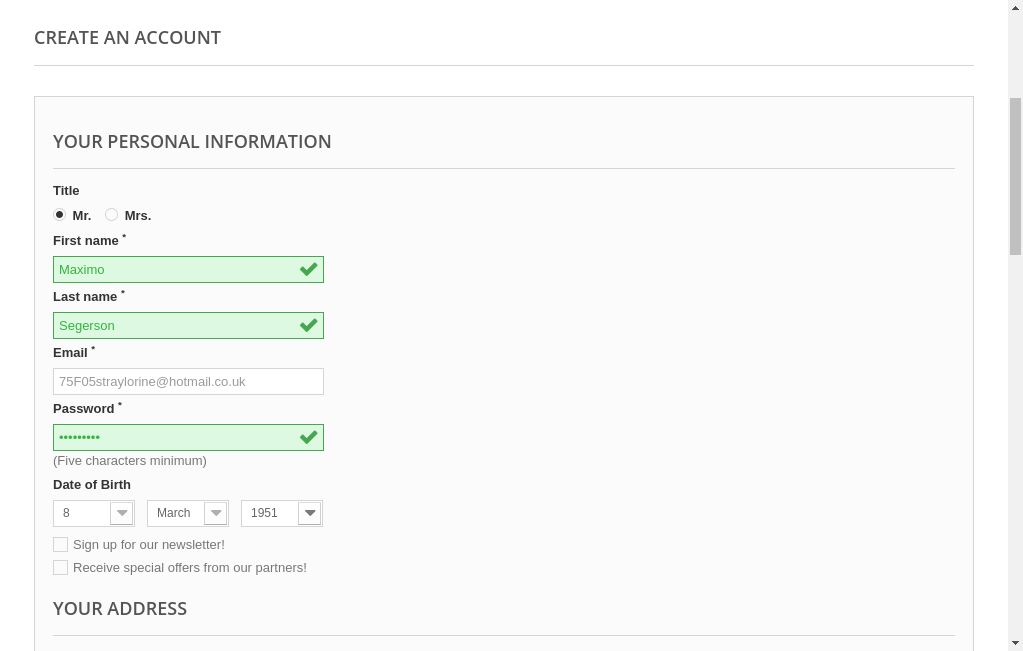 CREATE AN ACCOUNT
YOUR PERSONAL INFORMATION
Title
Mr. Mrs.
First name *
Maximo
Last name *
Segerson
Email *
75F05straylorine@hotmail.co.uk
Password *
•••••••••
(Five characters minimum)
Date of Birth
8 March 1951
Sign up for our newsletter!
Receive special offers from our partners!
YOUR ADDRESS